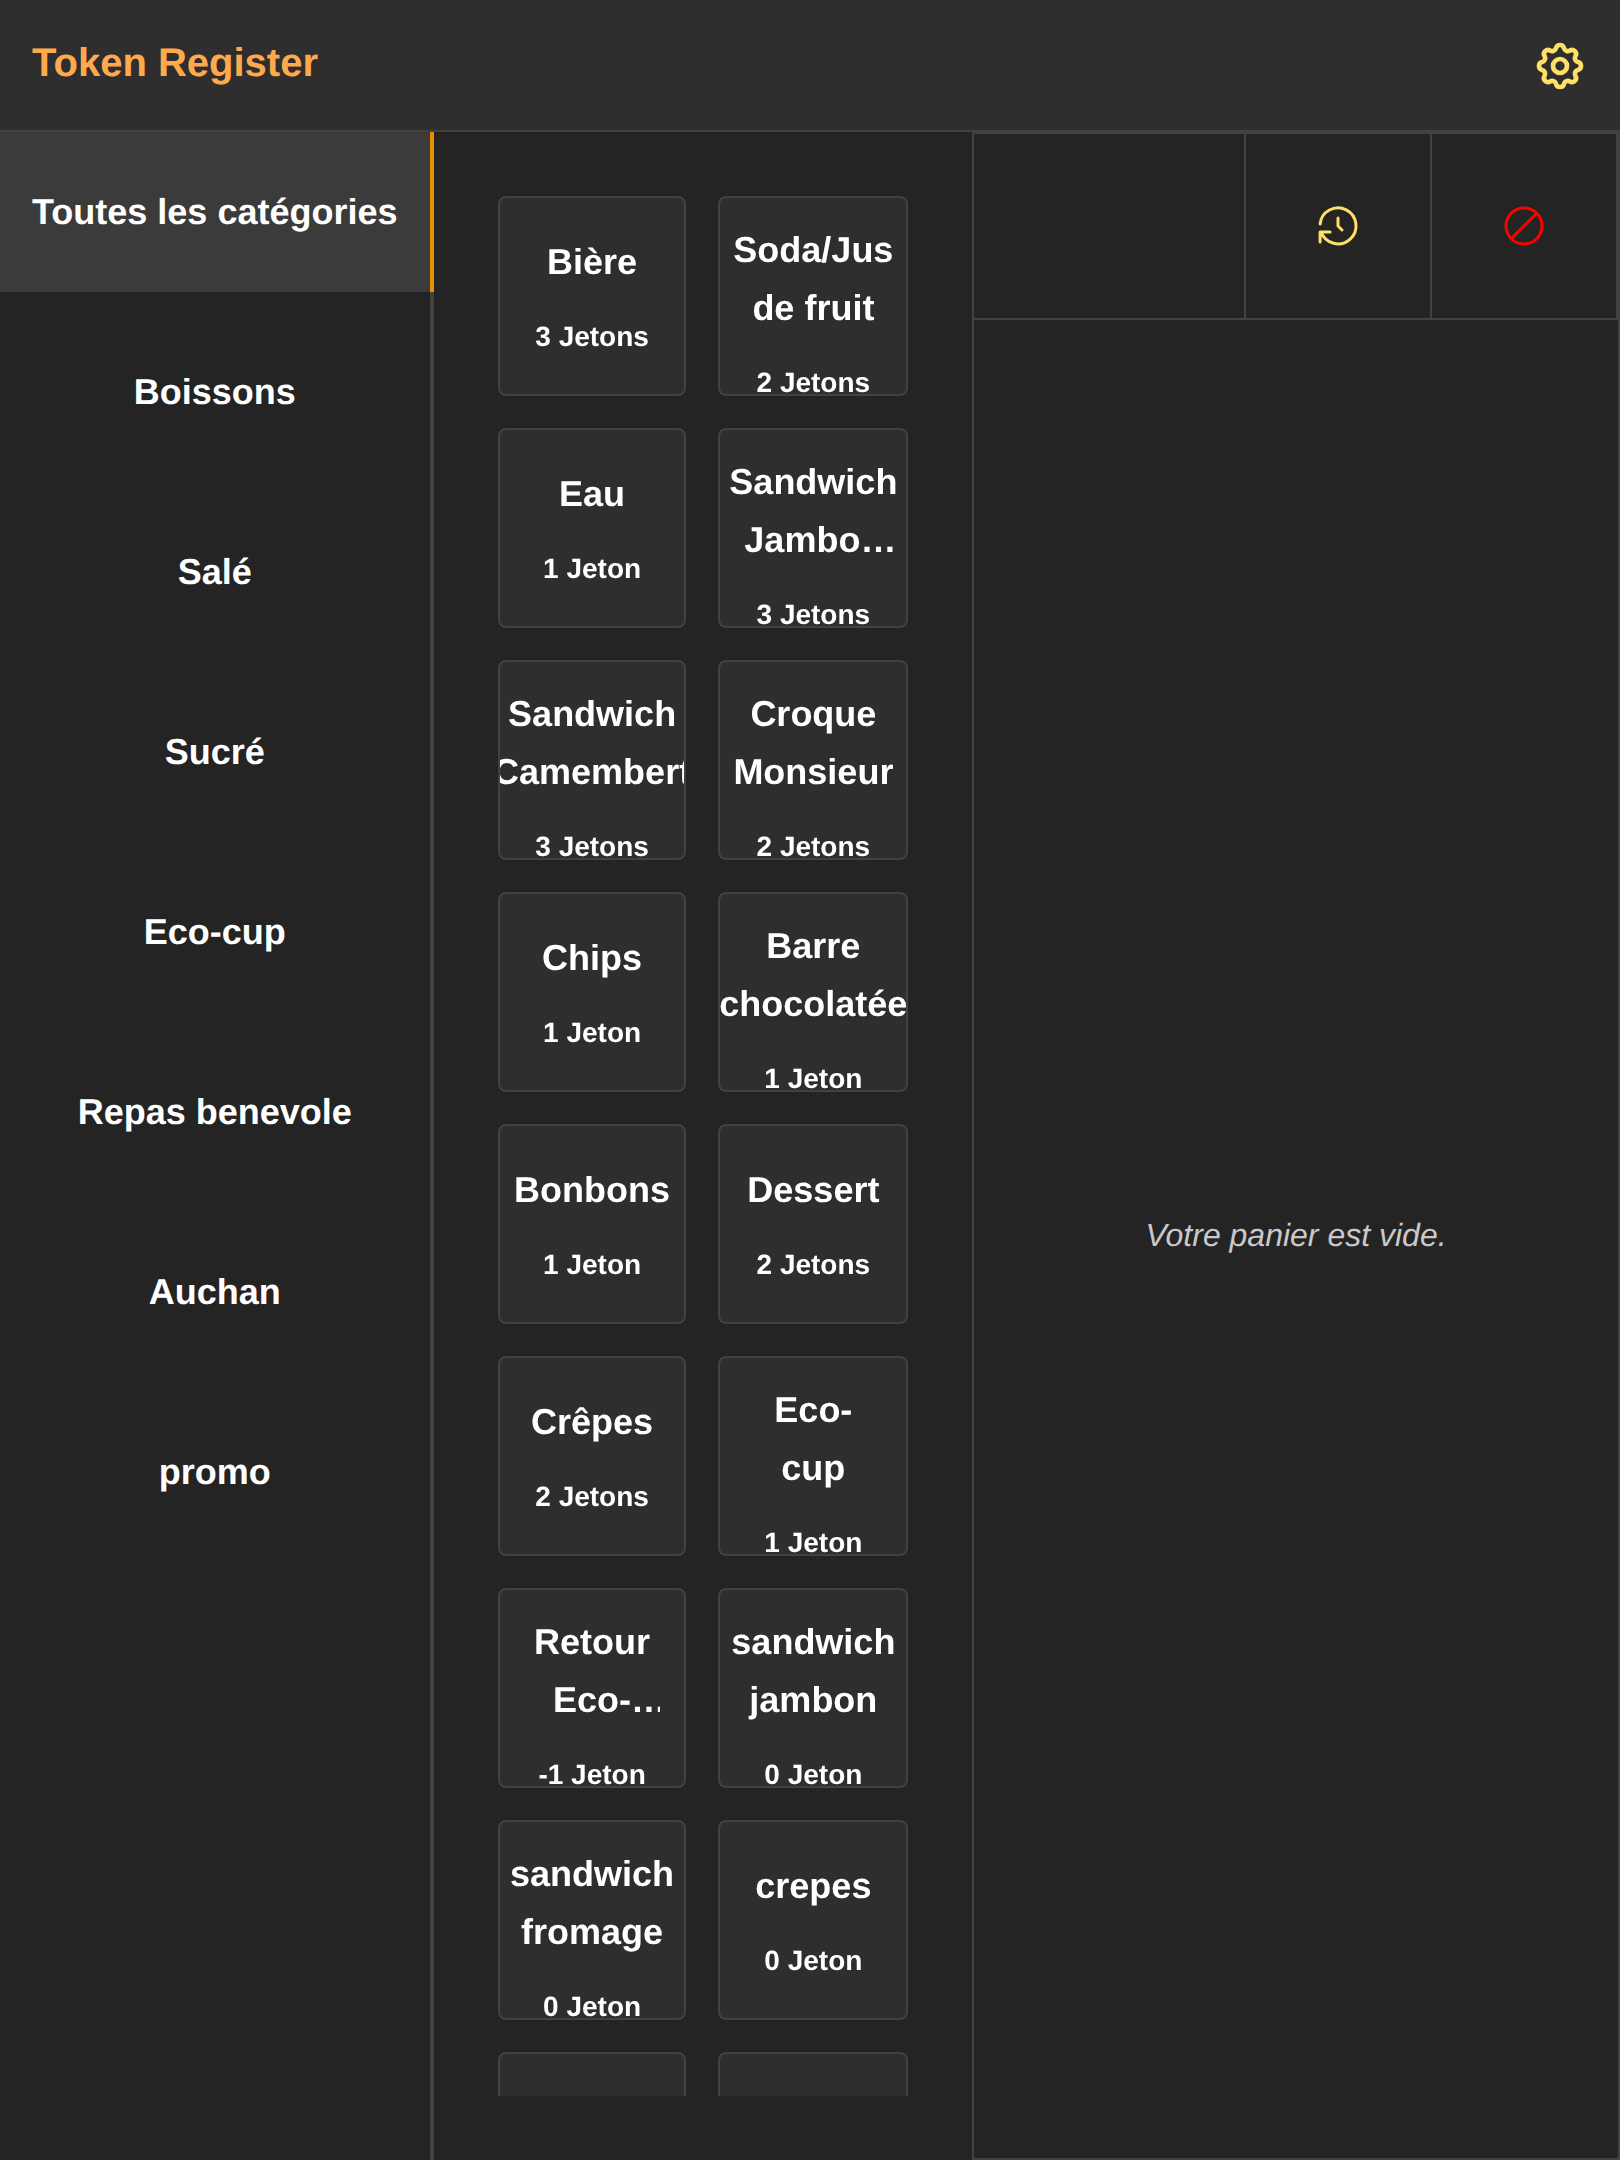 Token Register
Toutes les catégories
Boissons
Salé
Sucré
Eco-cup
Repas benevole
Auchan
promo
Bière
3 Jetons
Soda/Jus
de fruit
2 Jetons
Eau
1 Jeton
Sandwich
Jambo…
3 Jetons
Sandwich
Camembert
3 Jetons
Croque
Monsieur
2 Jetons
Chips
1 Jeton
Barre
chocolatée
1 Jeton
Bonbons
1 Jeton
Dessert
2 Jetons
Crêpes
2 Jetons
Eco-
cup
1 Jeton
Retour
Eco-…
-1 Jeton
sandwich
jambon
0 Jeton
sandwich
fromage
0 Jeton
crepes
0 Jeton
Votre panier est vide.